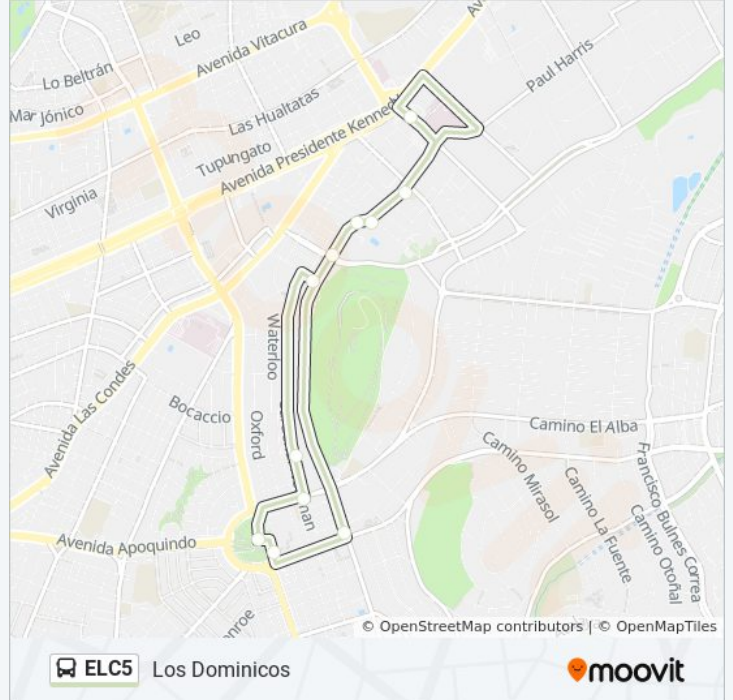 Leo
Avenida Vitacura
Lo Beltrán
Mar Jónico
Las Hualtatas
Paul Harris
Tupungato
Avenida Presidente Kennedy
Virginia
Waterloo
Avenida Las Condes
Bocaccio
Oxford
Camino El Alba
Camino Mirasol
Camino La Fuente
Francisco Bulnes Correa
Camino Otoñal
nan
Avenida Apoquindo
nroe
© OpenStreetMap contributors | © OpenMapTiles
ELC5 Los Dominicos
moovit